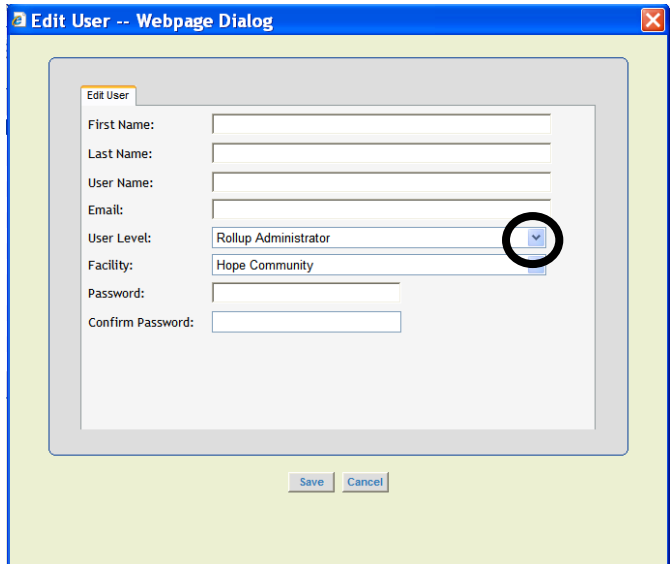 Edit User -- Webpage Dialog
Edit User
First Name:
Last Name:
User Name:
Email:
User Level: Rollup Administrator
Facility: Hope Community
Password:
Confirm Password:
Save Cancel